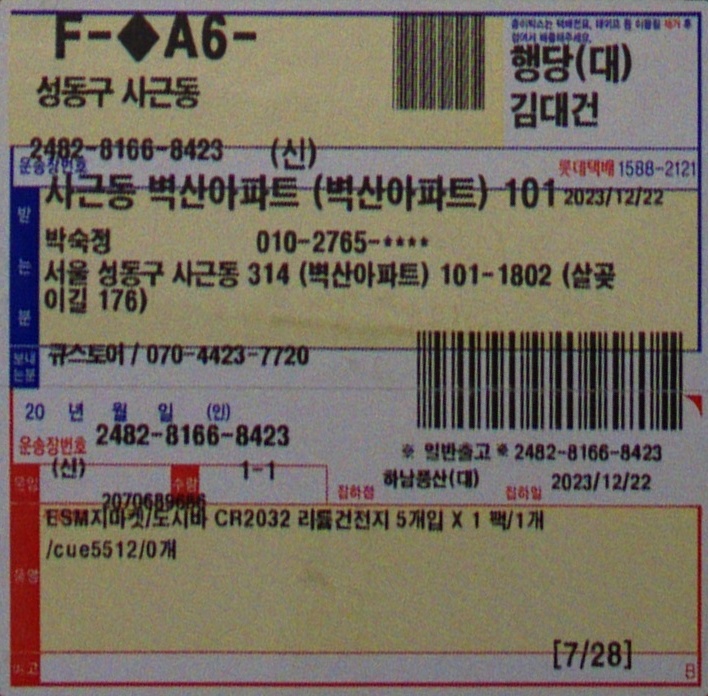 F-◆A6-
종이박스는 택배전표, 테이프 등 이물질 제거 후
접어서 배출해주세요.
행당(대)
성동구 사근동
김대건
2482-8166-8423 (신)
운송장번호
롯데택배 1588-2121
사근동 벽산아파트 (벽산아파트) 101 2023/12/22
받는분
박숙정 010-2765-****
서울 성동구 사근동 314 (벽산아파트) 101-1802 (살곶
이길 176)
보내는분
큐스토어 / 070-4423-7720
20 년 월 일 (인)
운송장번호 2482-8166-8423
※ 일반출고 ※ 2482-8166-8423
(신) 1-1
운임
수량
집하점 하남풍산(대) 집하일 2023/12/22
2070689686
ESM지마켓/도시바 CR2032 리튬건전지 5개입 X 1 팩/1개
/cue5512/0개
[7/28]
B